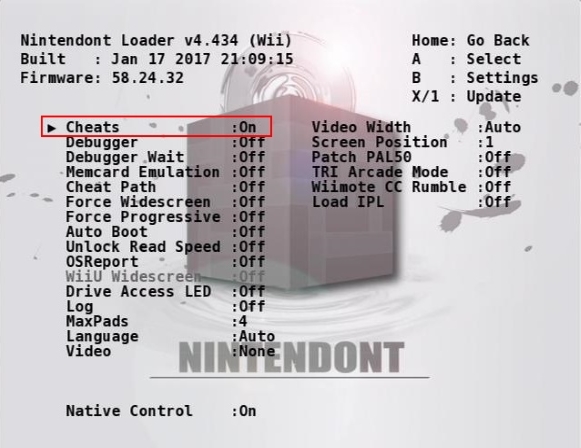 Nintendont Loader v4.434 (Wii)
Built   : Jan 17 2017 21:09:15
Firmware: 58.24.32
Home: Go Back
A   : Select
B   : Settings
X/1 : Update
▶ Cheats :On
Debugger :Off
Debugger Wait :Off
Memcard Emulation :Off
Cheat Path :Off
Force Widescreen :Off
Force Progressive :Off
Auto Boot :Off
Unlock Read Speed :Off
OSReport :Off
WiiU Widescreen :Off
Drive Access LED :Off
Log :Off
MaxPads :4
Language :Auto
Video :None
Video Width :Auto
Screen Position :1
Patch PAL50 :Off
TRI Arcade Mode :Off
Wiimote CC Rumble :Off
Load IPL :Off
NINTENDONT
Native Control :On